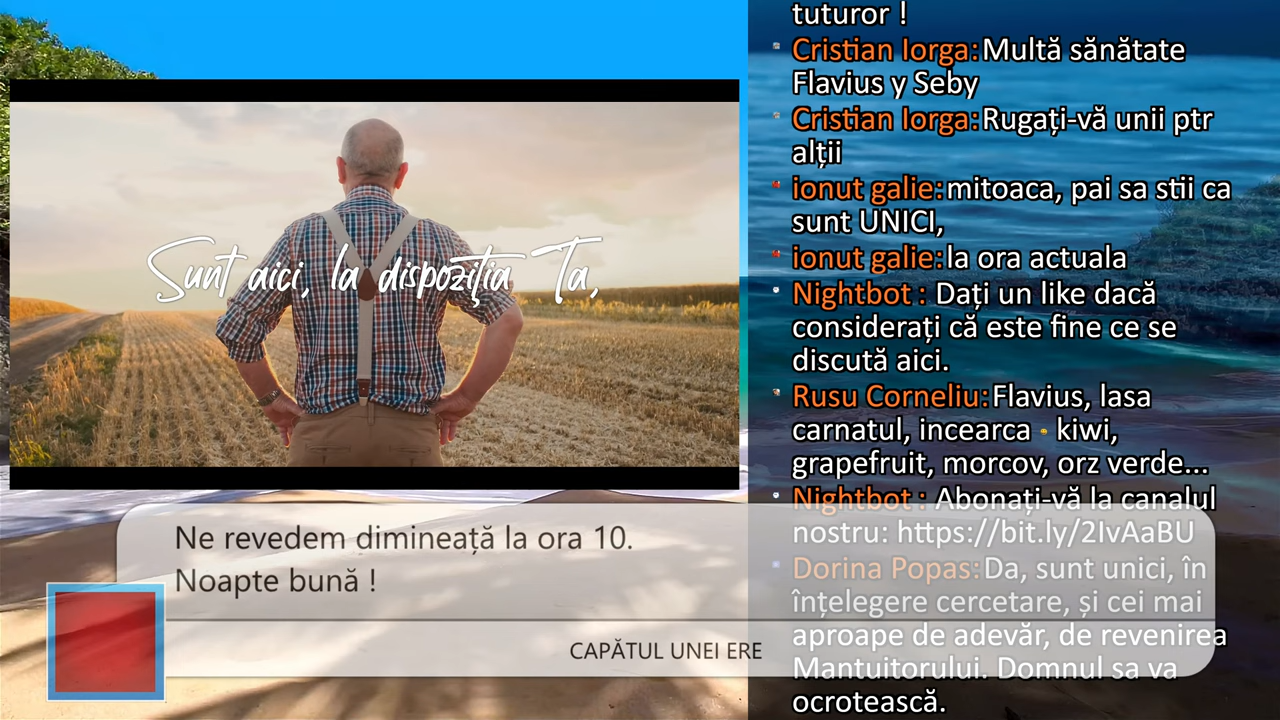 Sunt aici, la dispoziţia Ta,
tuturor !
Cristian Iorga: Multă sănătate
Flavius y Seby
Cristian Iorga: Rugați-vă unii ptr
alții
ionut galie: mitoaca, pai sa stii ca
sunt UNICI,
ionut galie: la ora actuala
Nightbot : Dați un like dacă
considerați că este fine ce se
discută aici.
Rusu Corneliu: Flavius, lasa
carnatul, incearca kiwi,
grapefruit, morcov, orz verde...
Nightbot : Abonați-vă la canalul
nostru: https://bit.ly/2IvAaBU
Dorina Popas: Da, sunt unici, în
înțelegere cercetare, și cei mai
aproape de adevăr, de revenirea
Mantuitorului. Domnul sa va
ocrotească.
Ne revedem dimineață la ora 10.
Noapte bună !
CAPĂTUL UNEI ERE